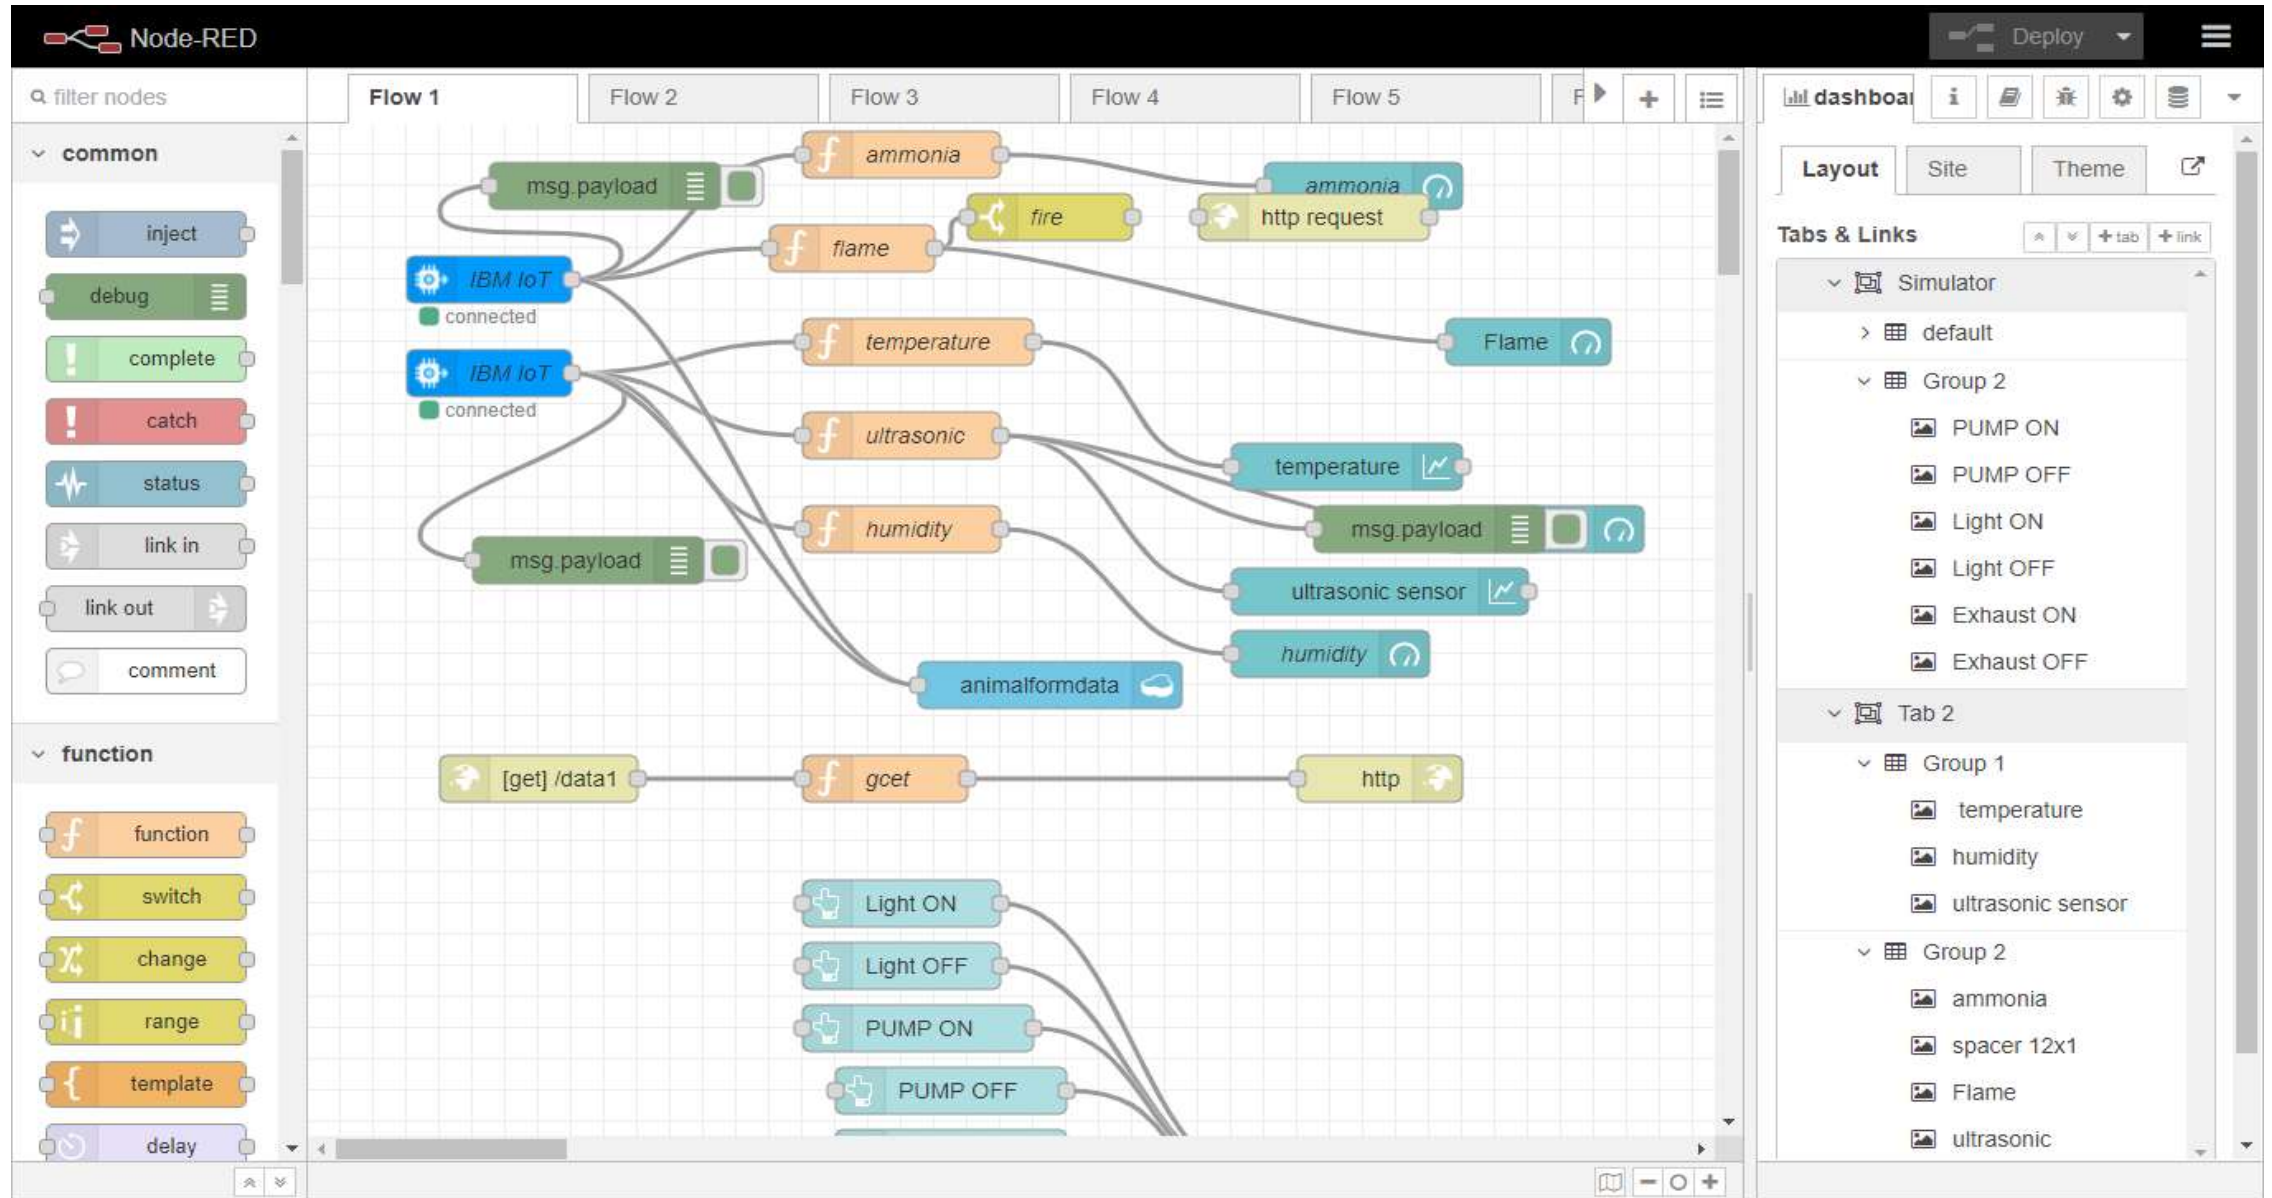 Node-RED
Deploy
filter nodes
Flow 1
Flow 2
Flow 3
Flow 4
Flow 5
dashboar
common
inject
debug
complete
catch
status
link in
link out
comment
function
function
switch
change
range
template
delay
msg.payload
ammonia
ammonia
fire
http request
flame
IBM IoT
connected
temperature
Flame
IBM IoT
connected
ultrasonic
temperature
humidity
msg.payload
msg.payload
ultrasonic sensor
humidity
animalformdata
[get] /data1
gcet
http
Light ON
Light OFF
PUMP ON
PUMP OFF
Layout
Site
Theme
Tabs & Links
+ tab
+ link
Simulator
default
Group 2
PUMP ON
PUMP OFF
Light ON
Light OFF
Exhaust ON
Exhaust OFF
Tab 2
Group 1
temperature
humidity
ultrasonic sensor
Group 2
ammonia
spacer 12x1
Flame
ultrasonic